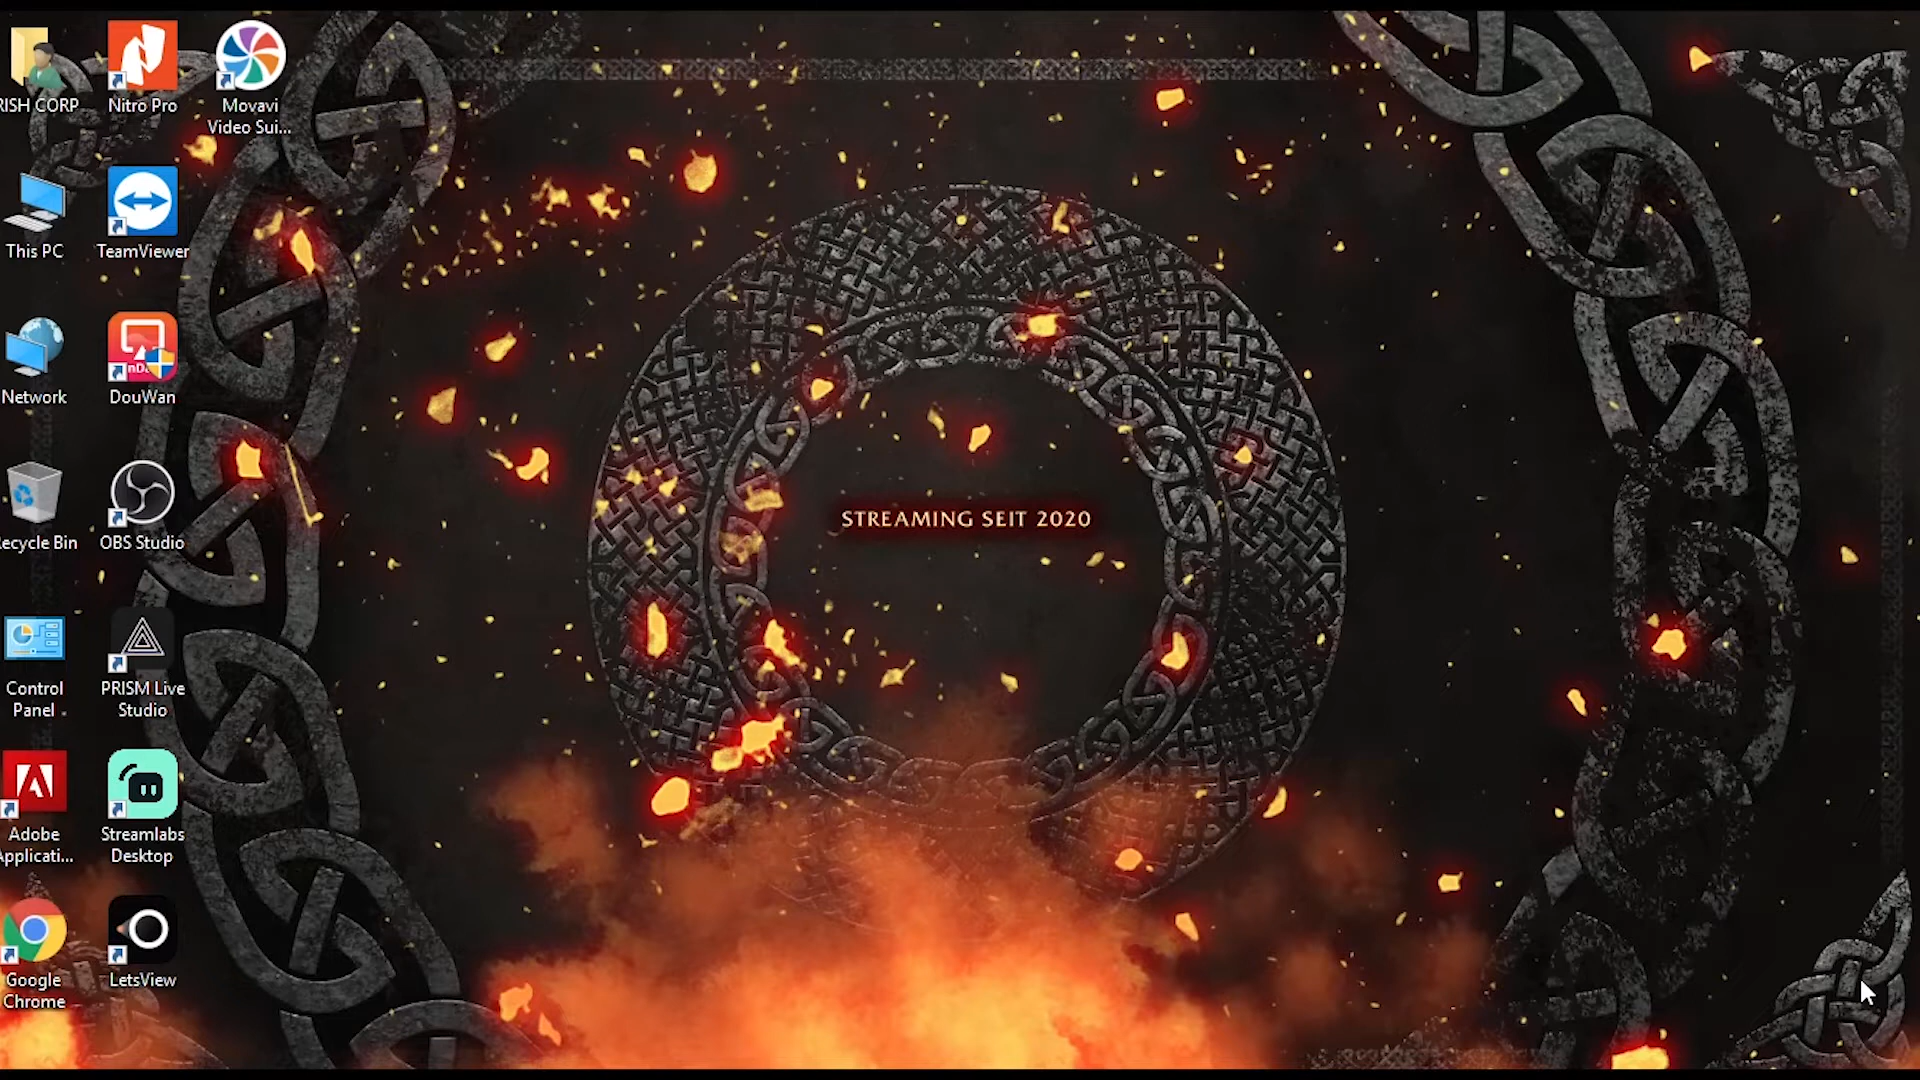 RISH CORP
Nitro Pro
Movavi
Video Sui...
This PC
TeamViewer
Network
DouWan
ecycle Bin
OBS Studio
STREAMING SEIT 2020
Control
Panel
PRISM Live
Studio
Adobe
Applicati...
Streamlabs
Desktop
Google
Chrome
LetsView